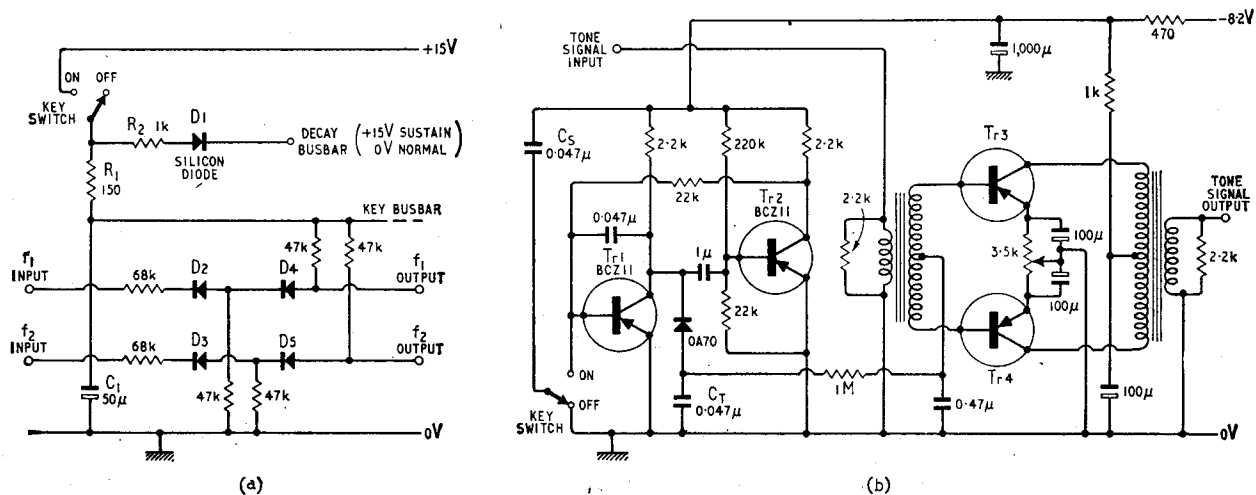 +15V
ON OFF
KEY
SWITCH
R2 1k
D1
SILICON
DIODE
DECAY
BUSBAR
(+15V SUSTAIN
0V NORMAL)
R1
150
KEY BUSBAR
47k
47k
f1
INPUT
68k
D2
D4
f1
OUTPUT
f2
INPUT
68k
D3
D5
f2
OUTPUT
C1
50μ
47k
47k
0V
(a)
TONE
SIGNAL
INPUT
1,000μ
470
-8.2V
1k
CS
0.047μ
2.2k
220k
2.2k
22k
0.047μ
Tr1
BCZ11
1μ
Tr2
BCZ11
22k
OA70
2.2k
Tr3
3.5k
100μ
100μ
Tr4
TONE
SIGNAL
OUTPUT
2.2k
ON
OFF
KEY
SWITCH
CT
0.047μ
1M
0.47μ
100μ
0V
(b)